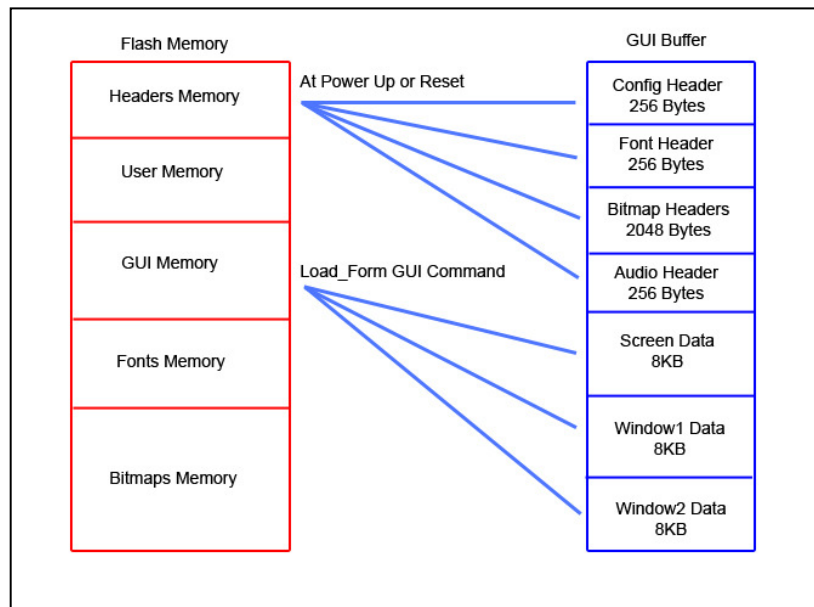 Flash Memory
Headers Memory
User Memory
GUI Memory
Fonts Memory
Bitmaps Memory
At Power Up or Reset
Load_Form GUI Command
GUI Buffer
Config Header
256 Bytes
Font Header
256 Bytes
Bitmap Headers
2048 Bytes
Audio Header
256 Bytes
Screen Data
8KB
Window1 Data
8KB
Window2 Data
8KB